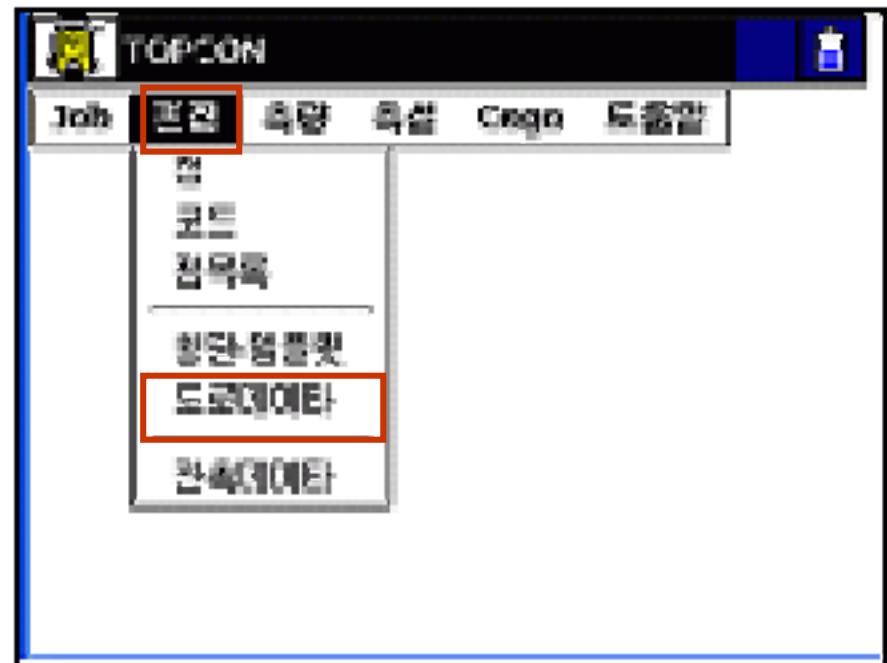 TOPCON
Job 편집 측량 측설 Cogo 도움말
점
코드
점목록
횡단-템플릿
도로데이타
관측데이타